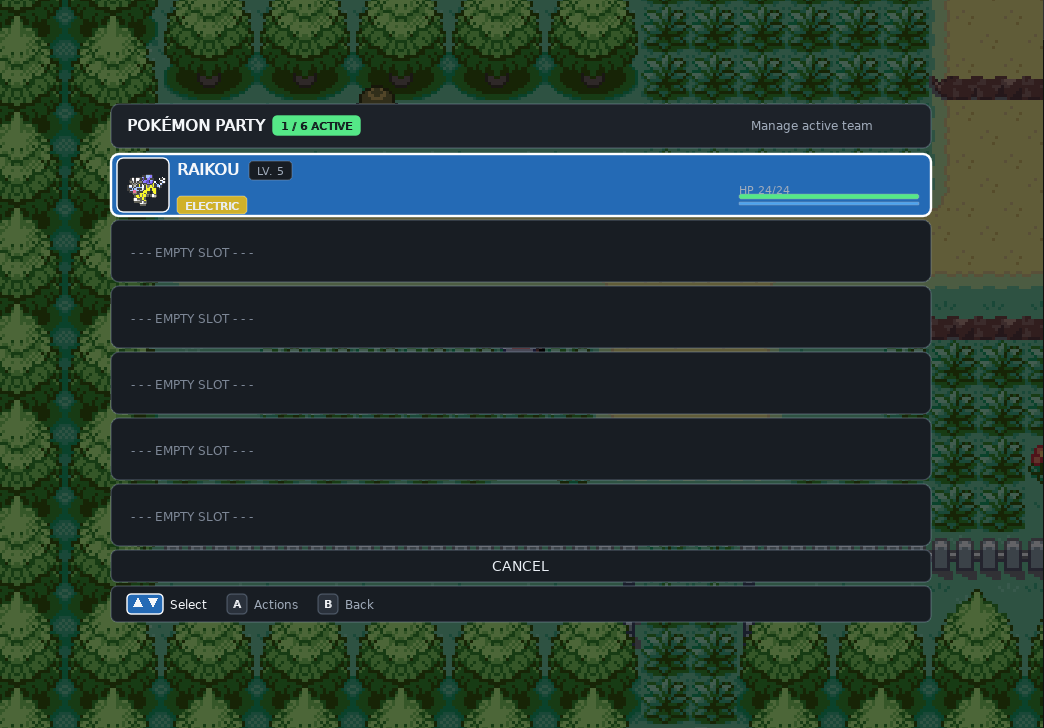 POKÉMON PARTY 1 / 6 ACTIVE Manage active team
RAIKOU LV. 5
HP 24/24
ELECTRIC
- - - EMPTY SLOT - - -
- - - EMPTY SLOT - - -
- - - EMPTY SLOT - - -
- - - EMPTY SLOT - - -
- - - EMPTY SLOT - - -
CANCEL
▲▼ Select A Actions B Back